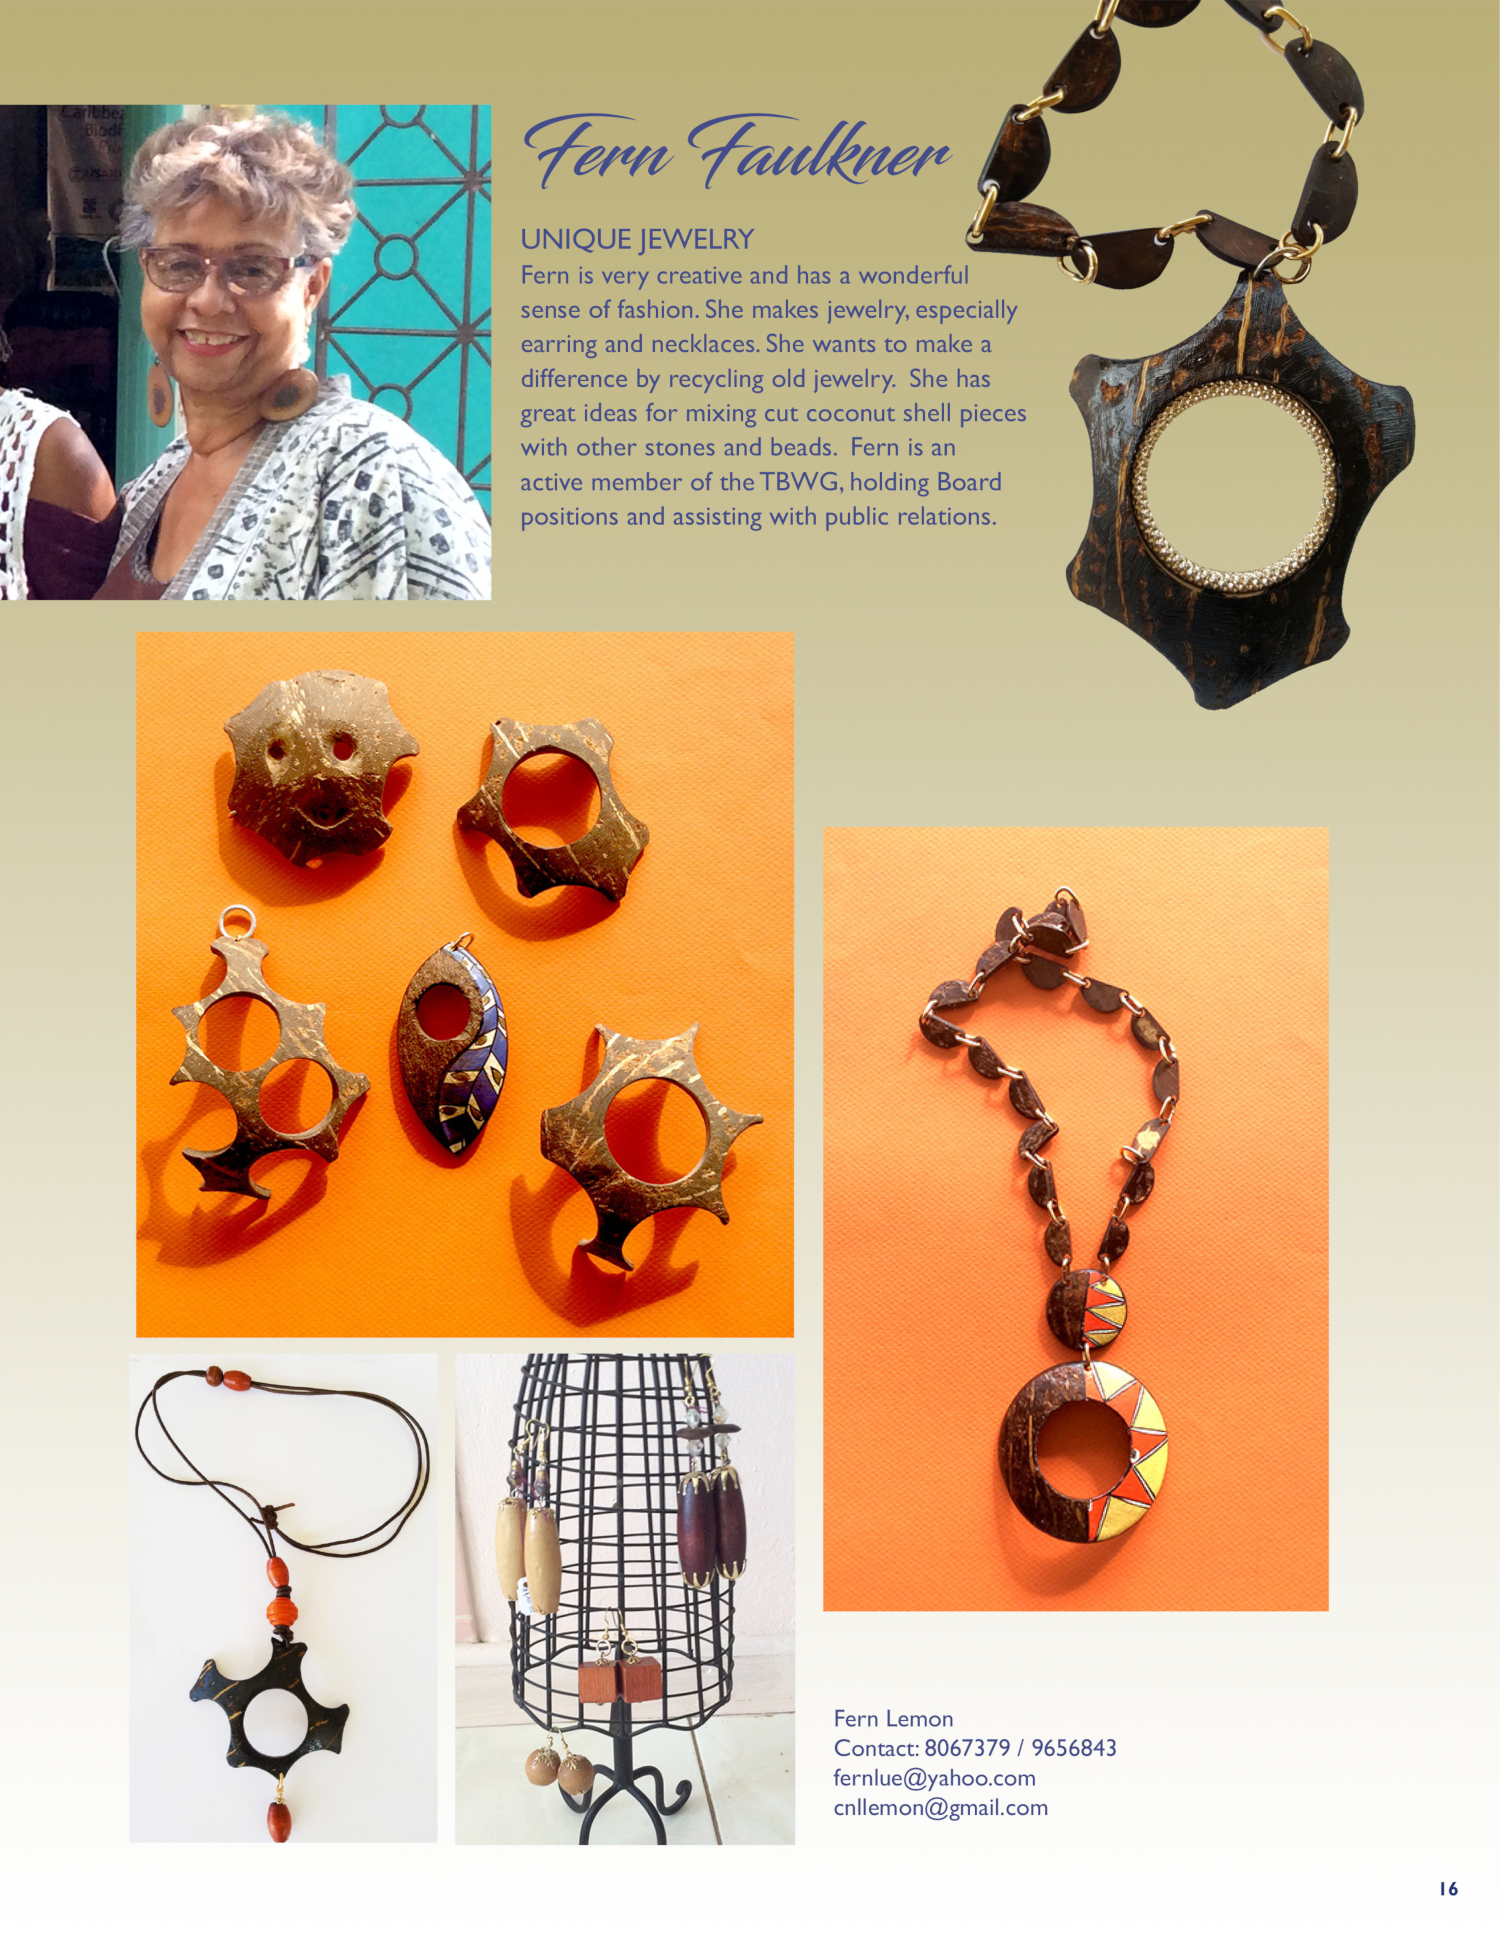 Caribbea
Biodi
Fern Faulkner
UNIQUE JEWELRY
Fern is very creative and has a wonderful
sense of fashion. She makes jewelry, especially
earring and necklaces. She wants to make a
difference by recycling old jewelry.  She has
great ideas for mixing cut coconut shell pieces
with other stones and beads.  Fern is an
active member of the TBWG, holding Board
positions and assisting with public relations.
Fern Lemon
Contact: 8067379 / 9656843
fernlue@yahoo.com
cnllemon@gmail.com
16